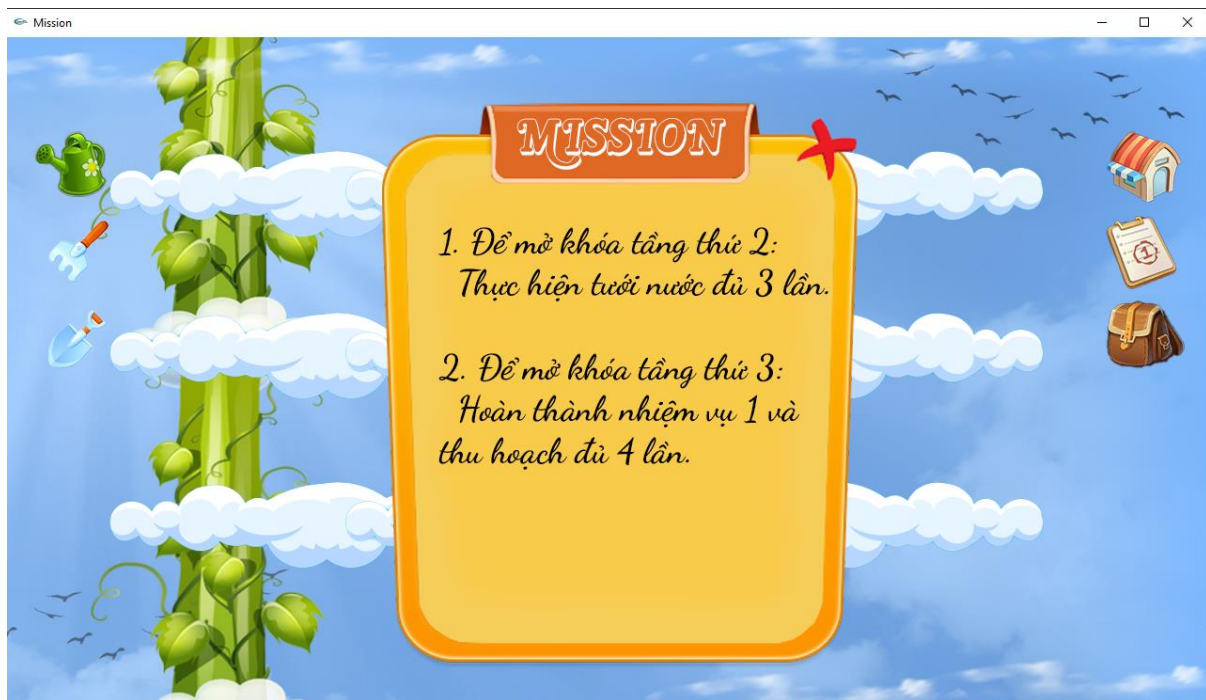 Mission
MISSION
1. Để mở khóa tầng thứ 2:
Thực hiện tưới nước đủ 3 lần.
2. Để mở khóa tầng thứ 3:
Hoàn thành nhiệm vụ 1 và
thu hoạch đủ 4 lần.
1